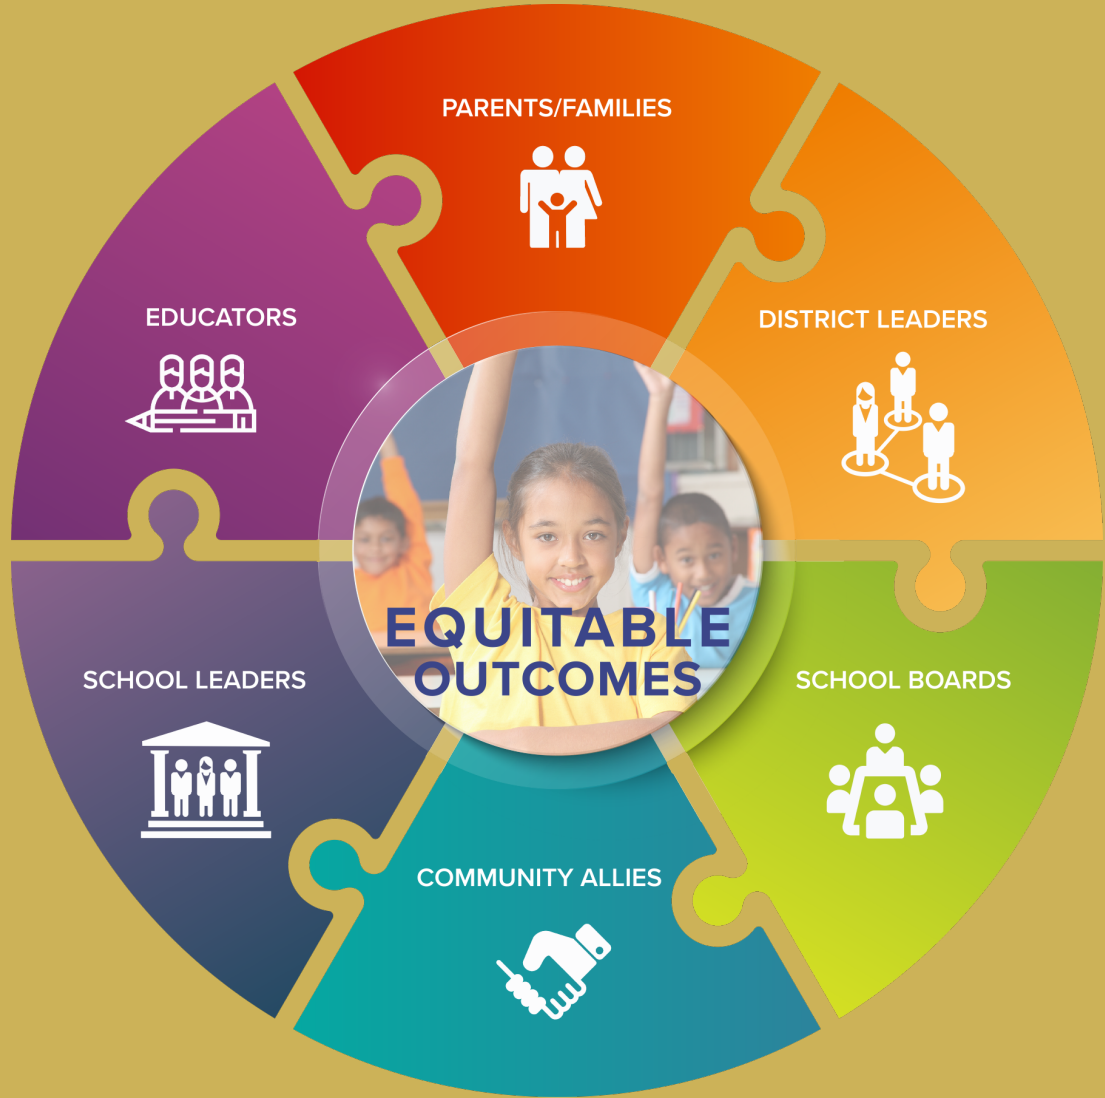 PARENTS/FAMILIES
EDUCATORS
DISTRICT LEADERS
EQUITABLE
OUTCOMES
SCHOOL LEADERS
SCHOOL BOARDS
COMMUNITY ALLIES